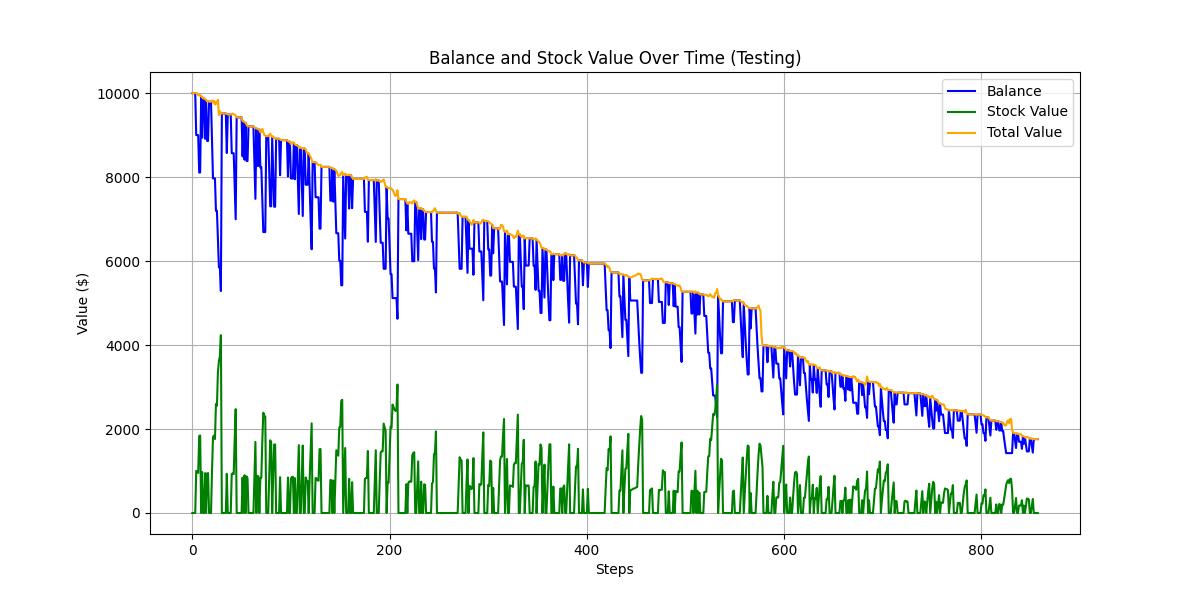 Balance and Stock Value Over Time (Testing)
10000
8000
6000
4000
2000
0
Value ($)
Balance
Stock Value
Total Value
0 200 400 600 800
Steps